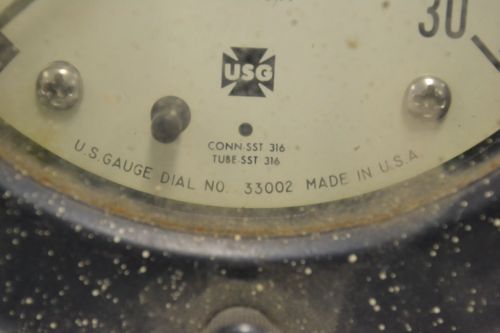 30
USG
CONN-SST 316
TUBE-SST 316
U.S. GAUGE DIAL NO. 33002 MADE IN U.S.A.